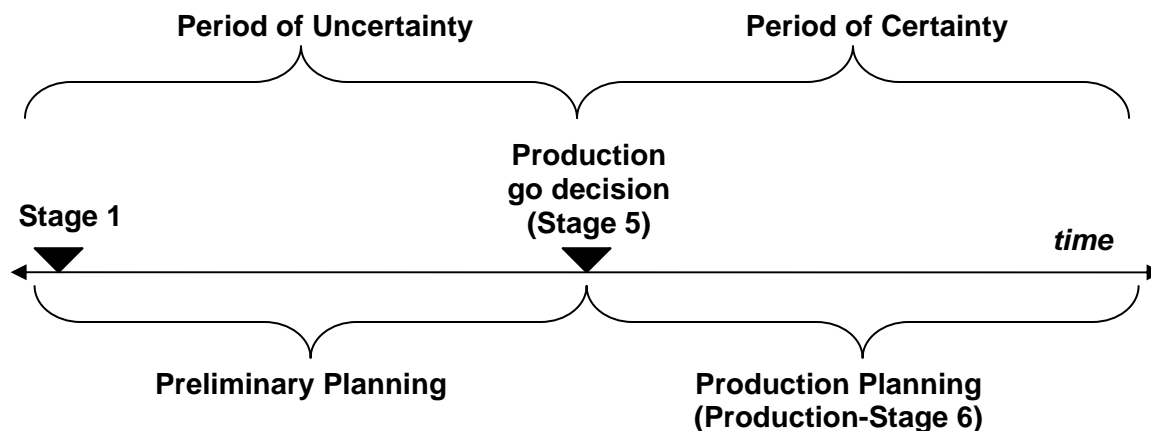 Period of Uncertainty
Period of Certainty
Production
go decision
(Stage 5)
Stage 1
time
Preliminary Planning
Production Planning
(Production-Stage 6)